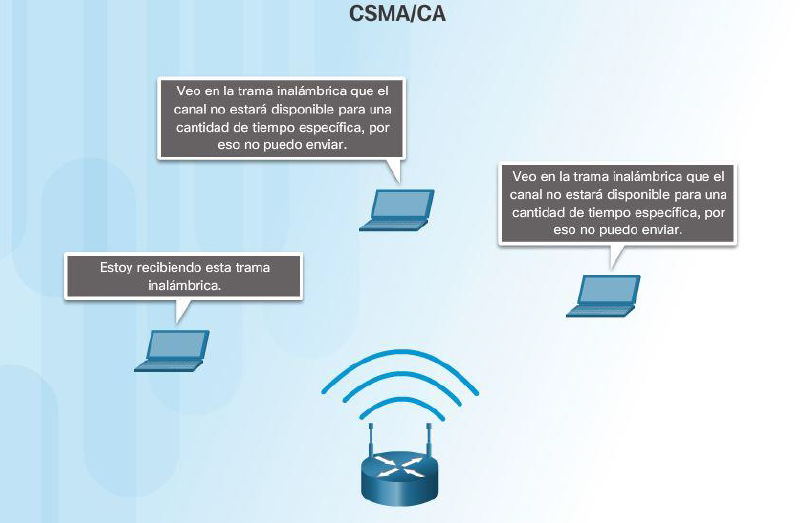 CSMA/CA
Veo en la trama inalámbrica que el
canal no estará disponible para una
cantidad de tiempo específica, por
eso no puedo enviar.
Veo en la trama inalámbrica que el
canal no estará disponible para una
cantidad de tiempo específica, por
eso no puedo enviar.
Estoy recibiendo esta trama
inalámbrica.